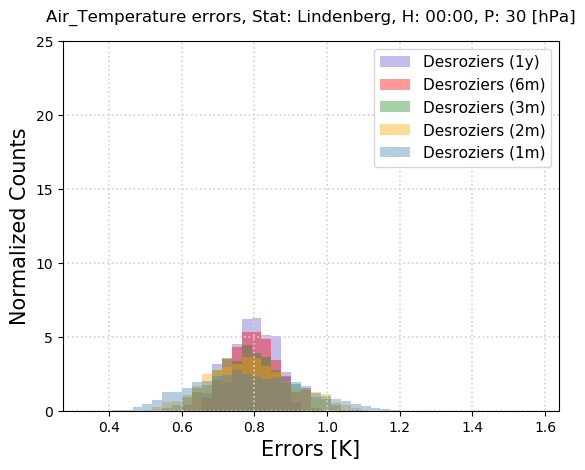 Air_Temperature errors, Stat: Lindenberg, H: 00:00, P: 30 [hPa]
25
20
15
10
5
0
Normalized Counts
Desroziers (1y)
Desroziers (6m)
Desroziers (3m)
Desroziers (2m)
Desroziers (1m)
0.4 0.6 0.8 1.0 1.2 1.4 1.6
Errors [K]